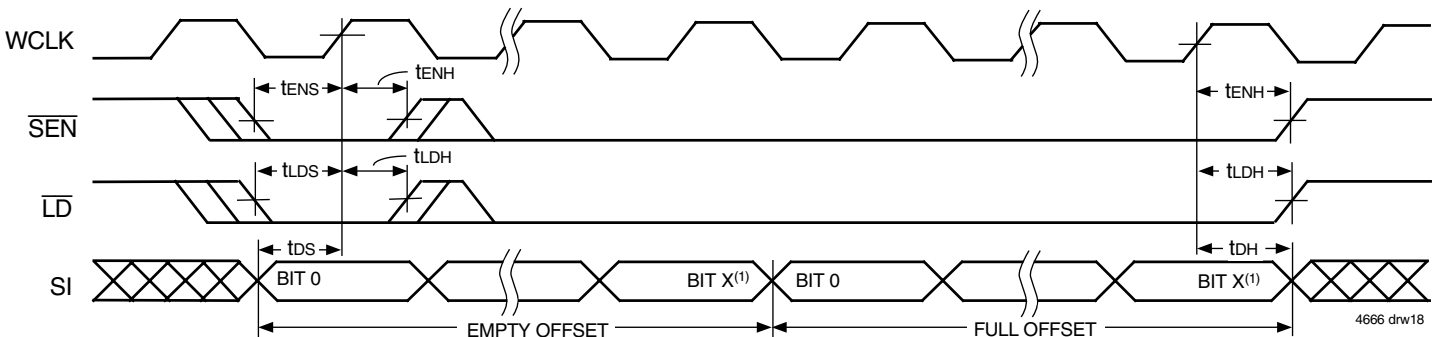 WCLK
tENH
tENS
tENH
SEN
tLDH
tLDS
tLDH
LD
tDS
tDH
SI
BIT 0
BIT X(1)
BIT 0
BIT X(1)
EMPTY OFFSET
FULL OFFSET
4666 drw18